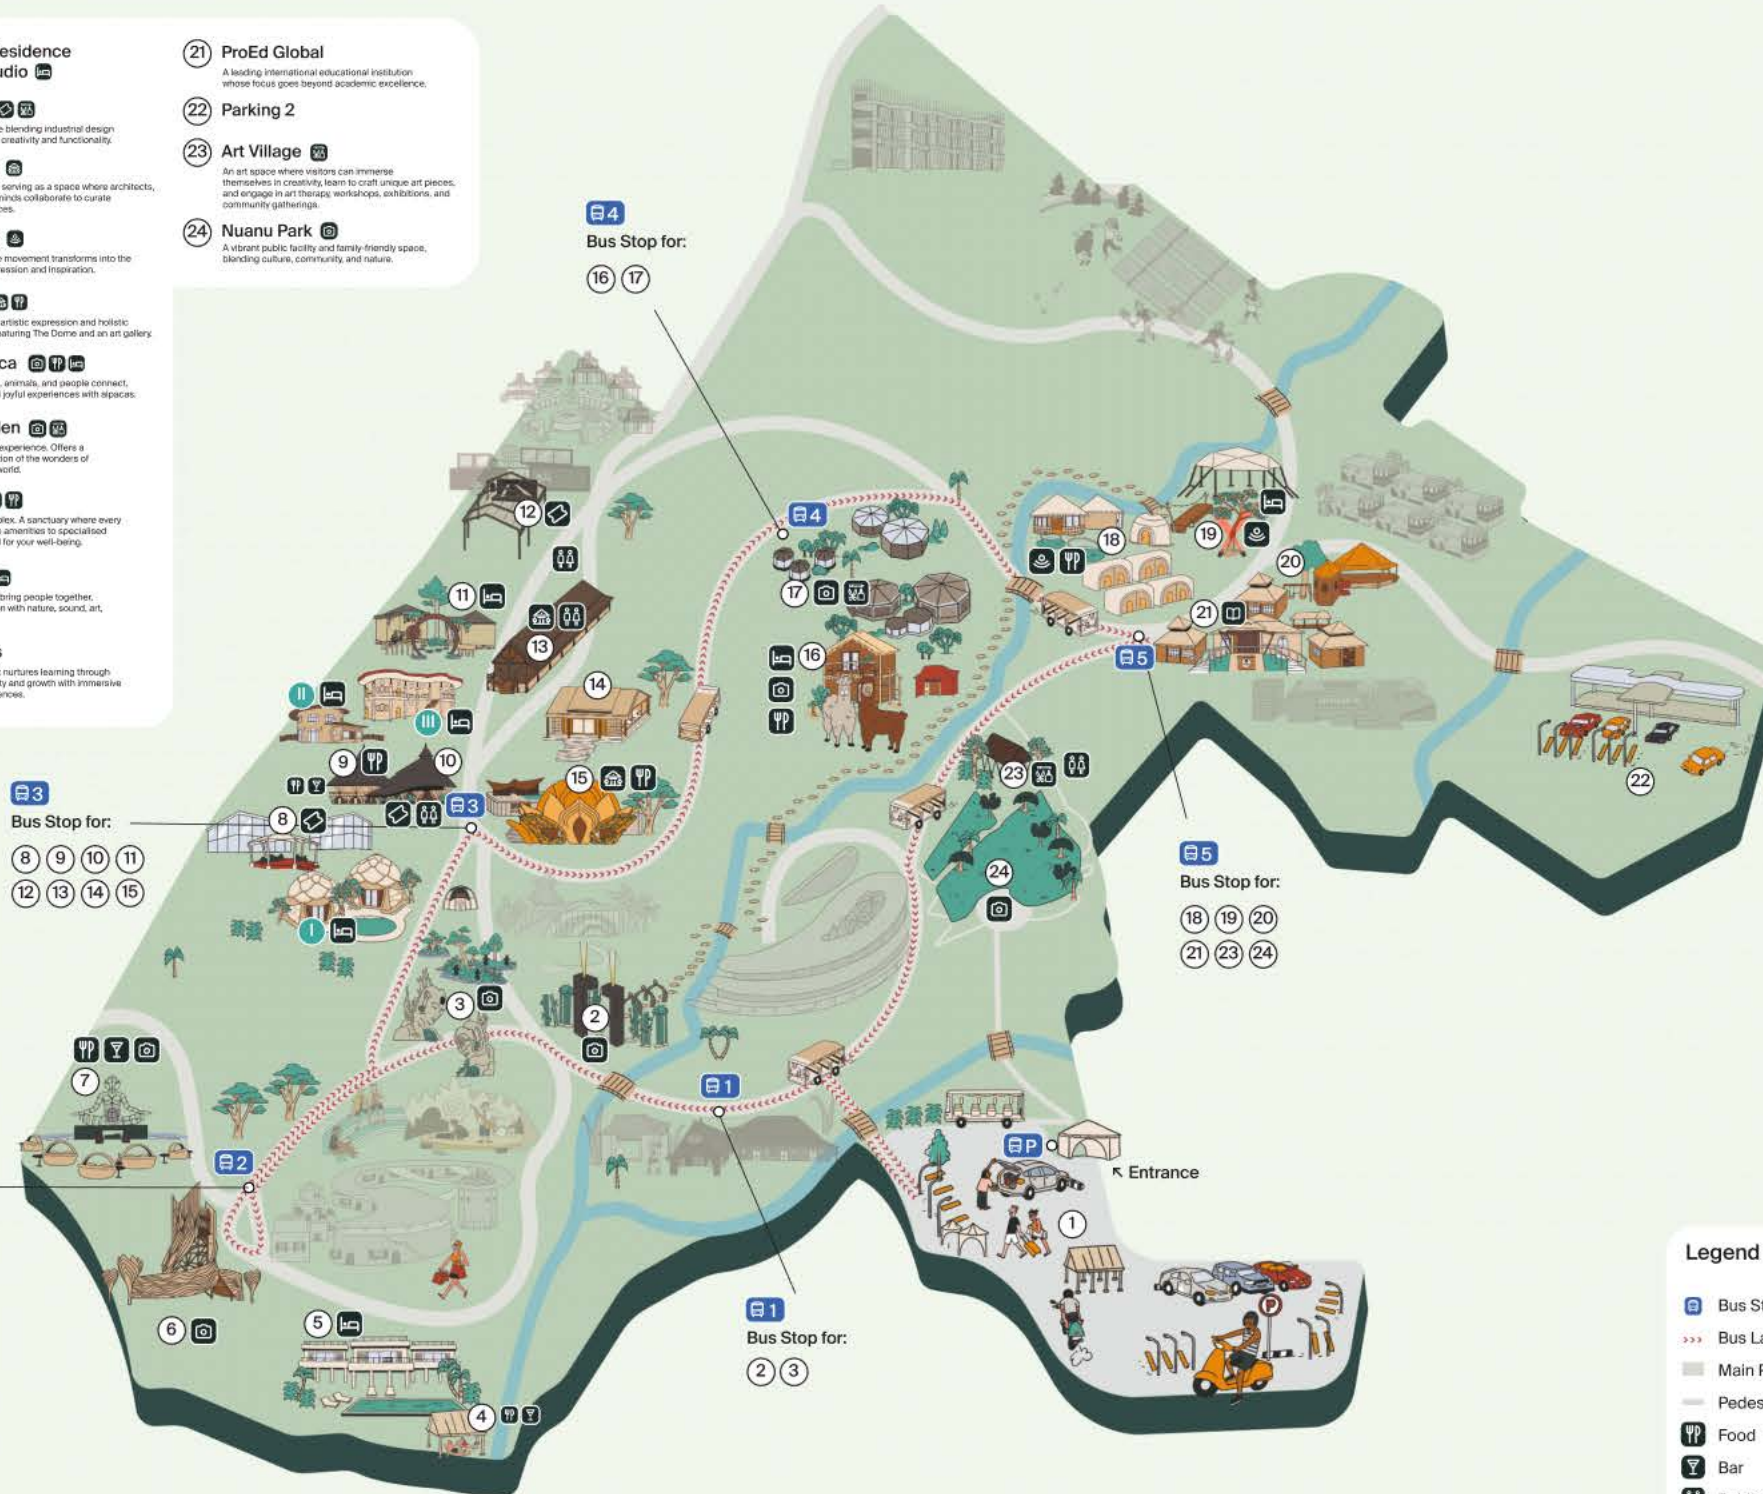 esidence
udio
e blending industrial design
creativity and functionality.
serving as a space where architects,
minds collaborate to curate
ces.
e movement transforms into the
ression and inspiration.
artistic expression and holistic
aturing The Dome and an art gallery.
ca
, animals, and people connect,
joyful experiences with alpacas.
len
experience. Offers a
tion of the wonders of
world.
plex. A sanctuary where every
s amenities to specialised
d for your well-being.
bring people together,
n with nature, sound, art,
s
t nurtures learning through
ty and growth with immersive
ences.
21 ProEd Global
A leading international educational institution
whose focus goes beyond academic excellence.
22 Parking 2
23 Art Village
An art space where visitors can immerse
themselves in creativity, learn to craft unique art pieces,
and engage in art therapy, workshops, exhibitions, and
community gatherings.
24 Nuanu Park
A vibrant public facility and family-friendly space,
blending culture, community, and nature.
4
Bus Stop for:
16 17
4
12
11
13
17
18
19
20
21
16
5
14
II
III
9
10
15
23
22
3
Bus Stop for:
8 9 10 11
12 13 14 15
3
8
24
5
Bus Stop for:
18 19 20
21 23 24
I
3
2
7
1
2
P
Entrance
1
P
6
5
4
1
Bus Stop for:
2 3
Legend
Bus St
Bus La
Main P
Pedes
Food
Bar